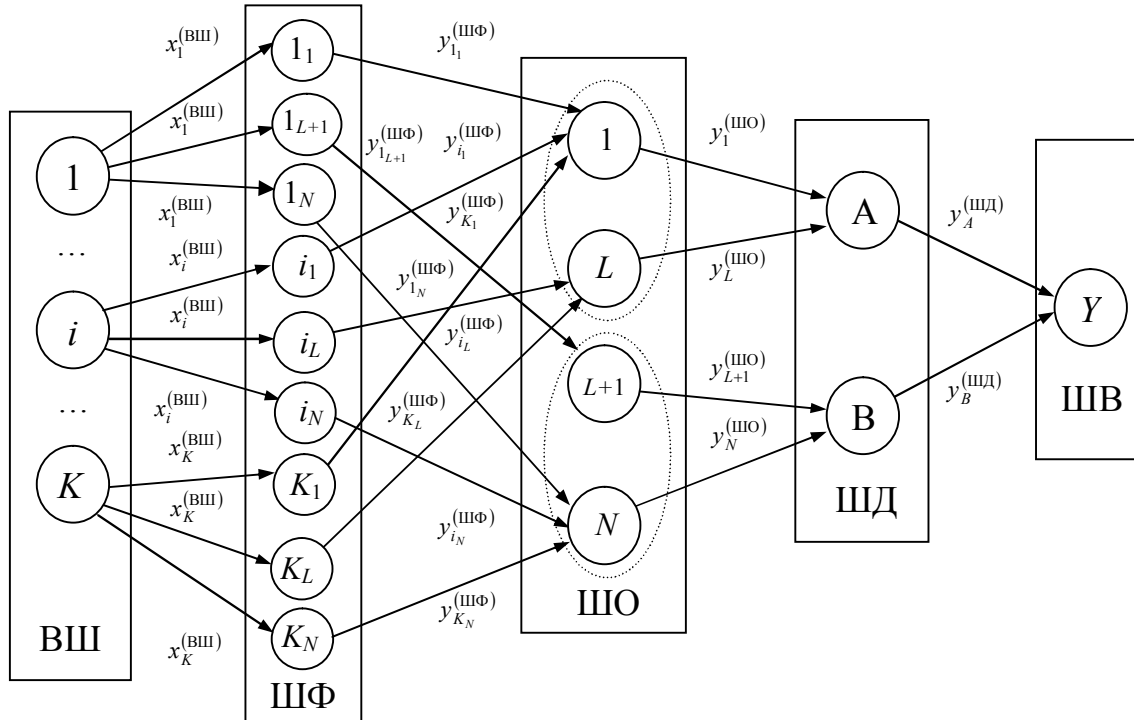 1
…
i
…
K
ВШ
x_1^{(ВШ)}
x_1^{(ВШ)}
x_1^{(ВШ)}
x_i^{(ВШ)}
x_i^{(ВШ)}
x_i^{(ВШ)}
x_K^{(ВШ)}
x_K^{(ВШ)}
x_K^{(ВШ)}
1_1
1_{L+1}
1_N
i_1
i_L
i_N
K_1
K_L
K_N
ШФ
y_{1_1}^{(ШФ)}
y_{1_{L+1}}^{(ШФ)}
y_{i_1}^{(ШФ)}
y_{K_1}^{(ШФ)}
y_{1_N}^{(ШФ)}
y_{i_L}^{(ШФ)}
y_{K_L}^{(ШФ)}
y_{i_N}^{(ШФ)}
y_{K_N}^{(ШФ)}
1
L
L+1
N
ШО
y_1^{(ШО)}
y_L^{(ШО)}
y_{L+1}^{(ШО)}
y_N^{(ШО)}
А
В
ШД
y_A^{(ШД)}
y_B^{(ШД)}
Y
ШВ